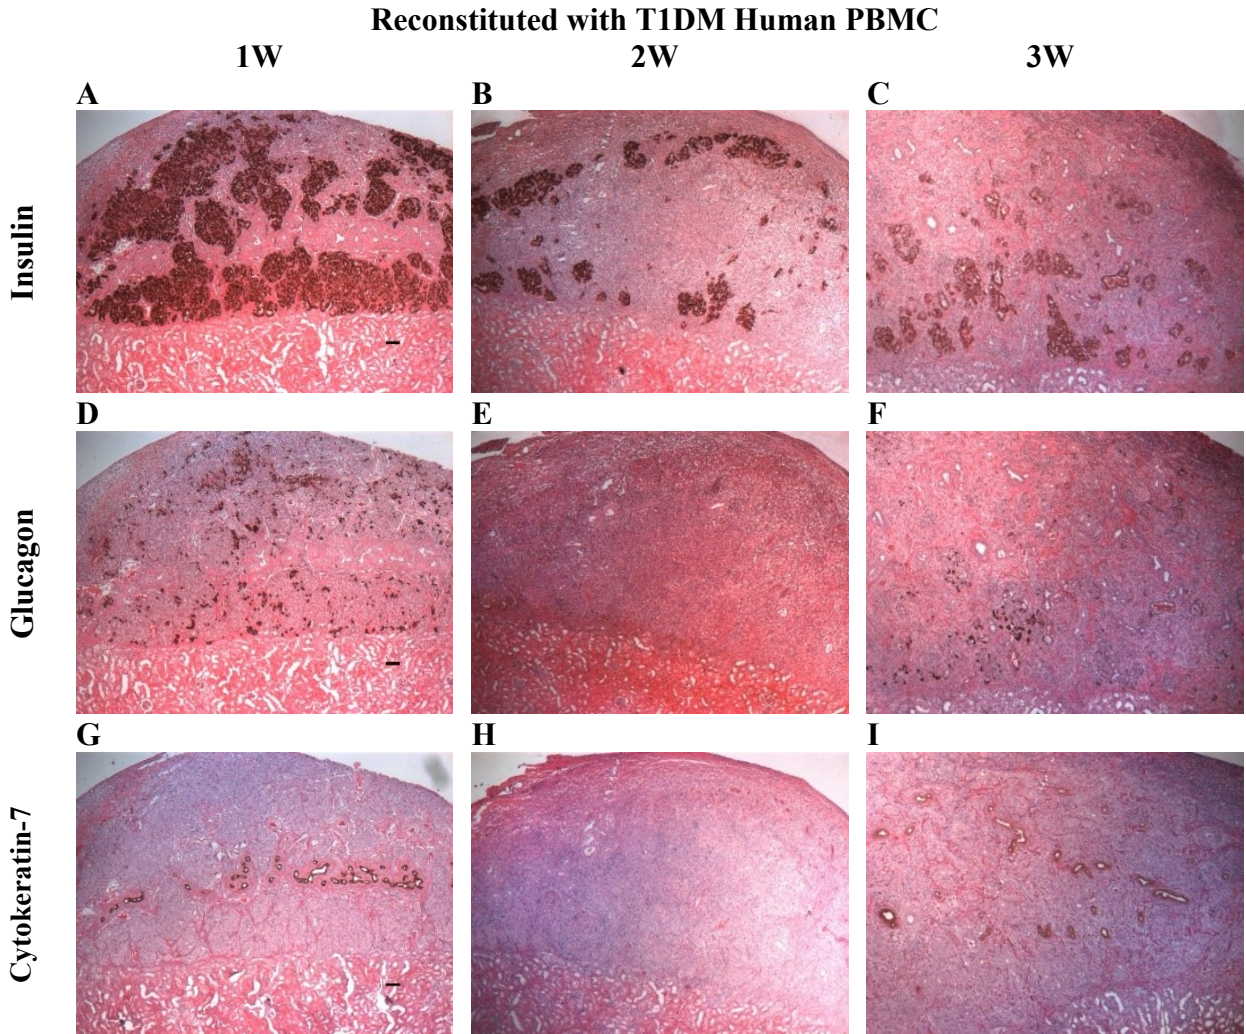 Reconstituted with T1DM Human PBMC
1W 2W 3W
A B C
Insulin
D E F
Glucagon
G H I
Cytokeratin-7